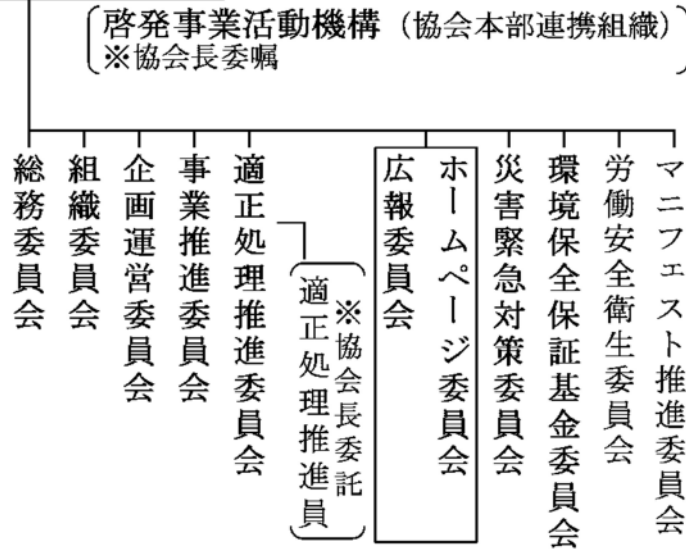 啓発事業活動機構（協会本部連携組織）
※協会長委嘱
総務委員会
組織委員会
企画運営委員会
事業推進委員会
適正処理推進委員会
※協会長委託
適正処理推進員
広報委員会
ホームページ委員会
災害緊急対策委員会
環境保全保証基金委員会
労働安全衛生委員会
マニフェスト推進委員会